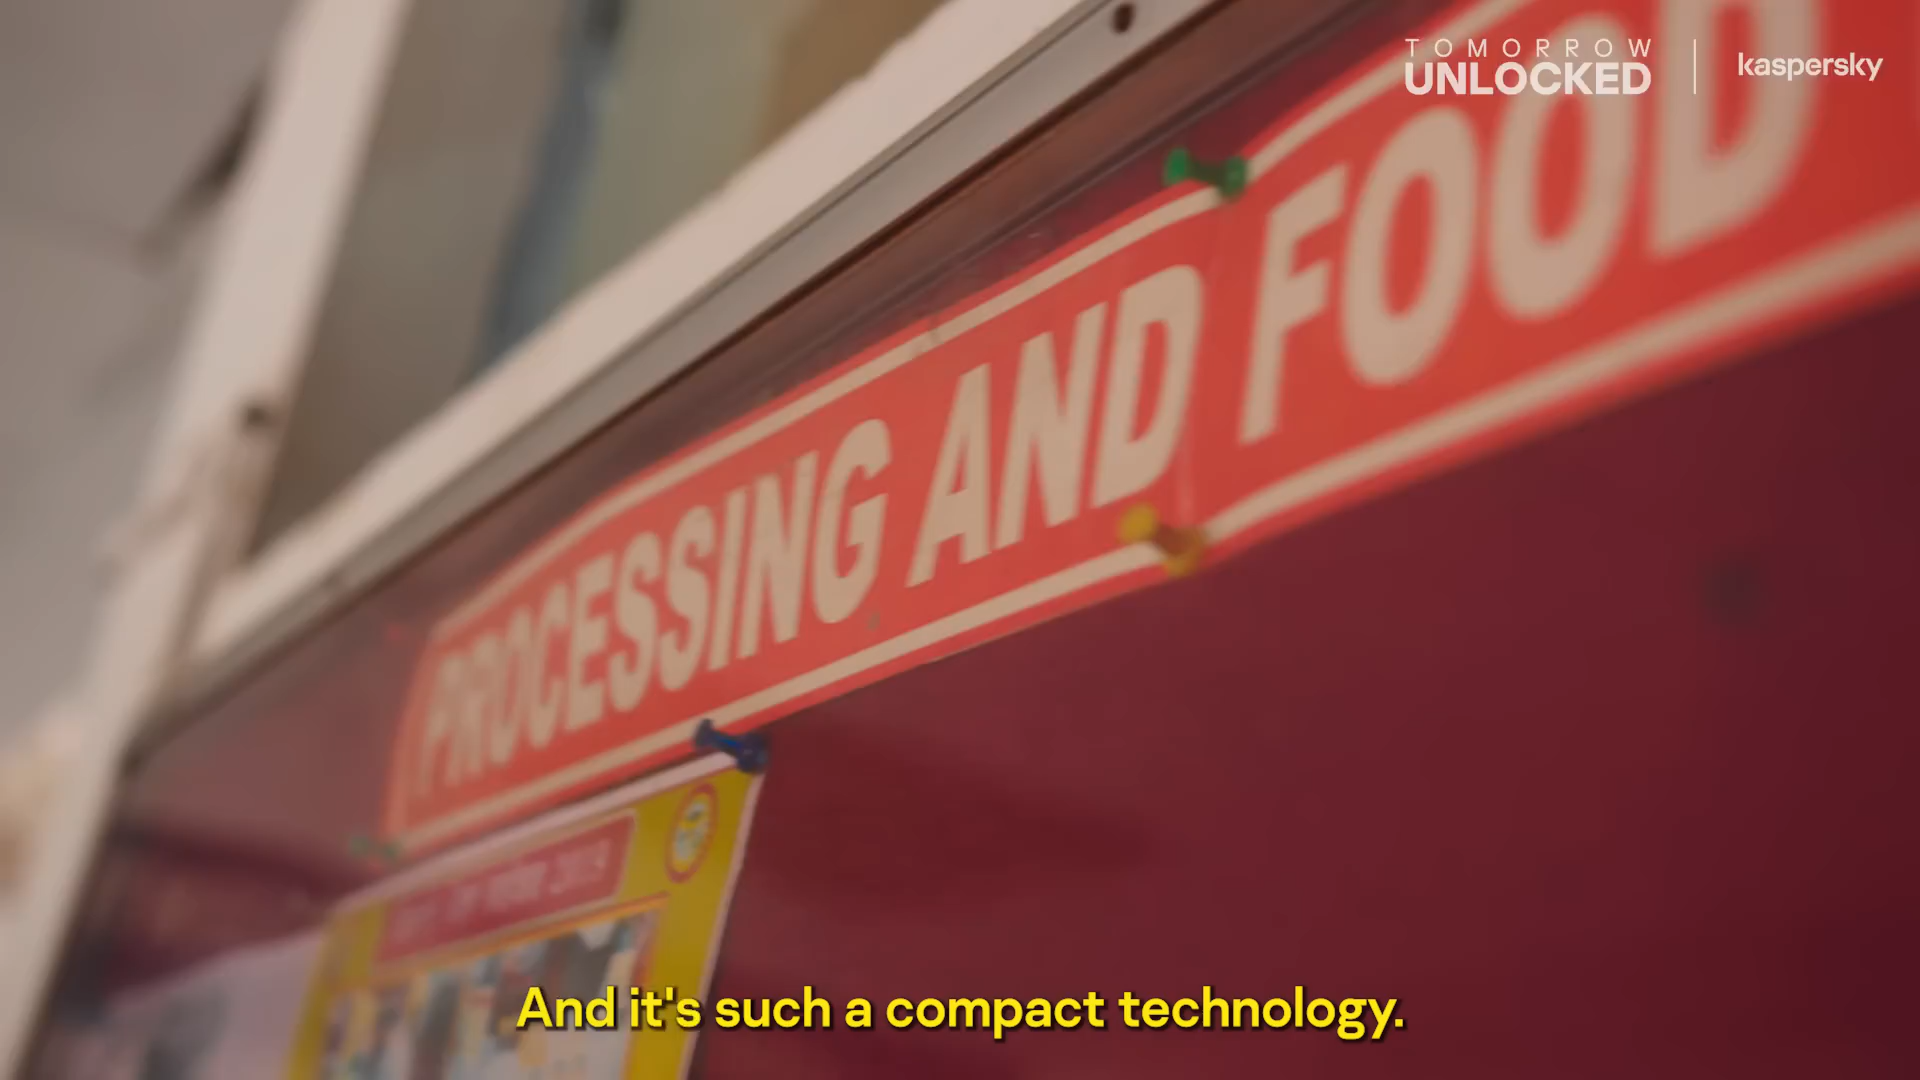 TOMORROW
UNLOCKED
kaspersky
PROCESSING AND FOOD
And it's such a compact technology.